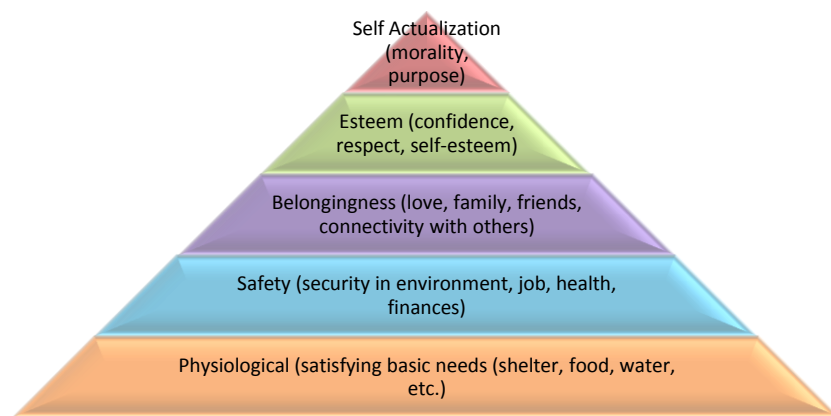 Self Actualization
(morality,
purpose)
Esteem (confidence,
respect, self-esteem)
Belongingness (love, family, friends,
connectivity with others)
Safety (security in environment, job, health,
finances)
Physiological (satisfying basic needs (shelter, food, water,
etc.)